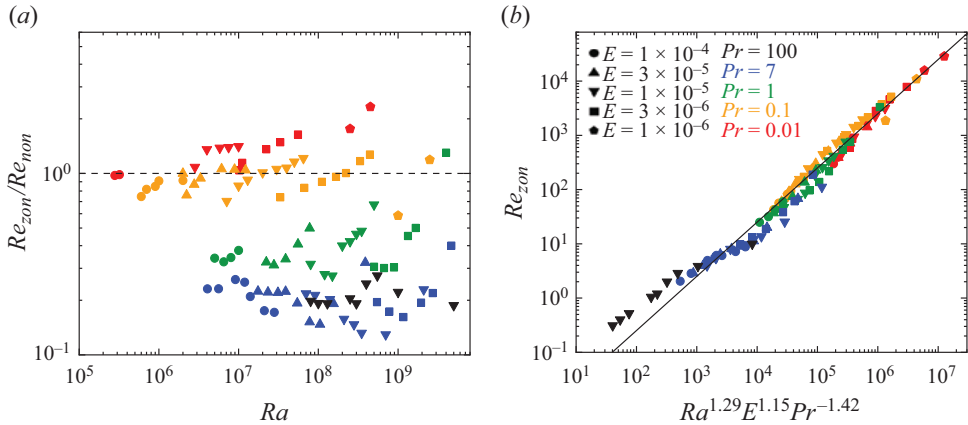 (a)
Re_zon/Re_non
10^0
10^-1
10^5 10^6 10^7 10^8 10^9
Ra
(b)
Re_zon
10^4
10^3
10^2
10^1
10^0
10^-1
E = 1 × 10^-4 Pr = 100
E = 3 × 10^-5 Pr = 7
E = 1 × 10^-5 Pr = 1
E = 3 × 10^-6 Pr = 0.1
E = 1 × 10^-6 Pr = 0.01
10^1 10^2 10^3 10^4 10^5 10^6 10^7
Ra^1.29 E^1.15 Pr^-1.42